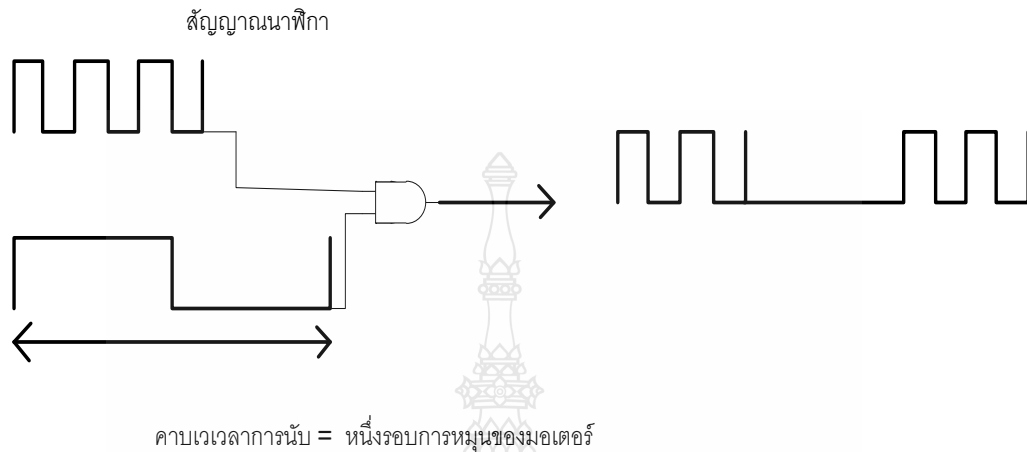 สัญญาณนาฬิกา
คาบเวเวลาการนับ = หนึ่งรอบการหมุนของมอเตอร์